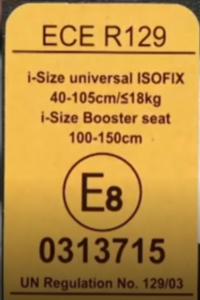 ECE R129
i-Size universal ISOFIX
40-105cm/≤18kg
i-Size Booster seat
100-150cm
E8
0313715
UN Regulation No. 129/03